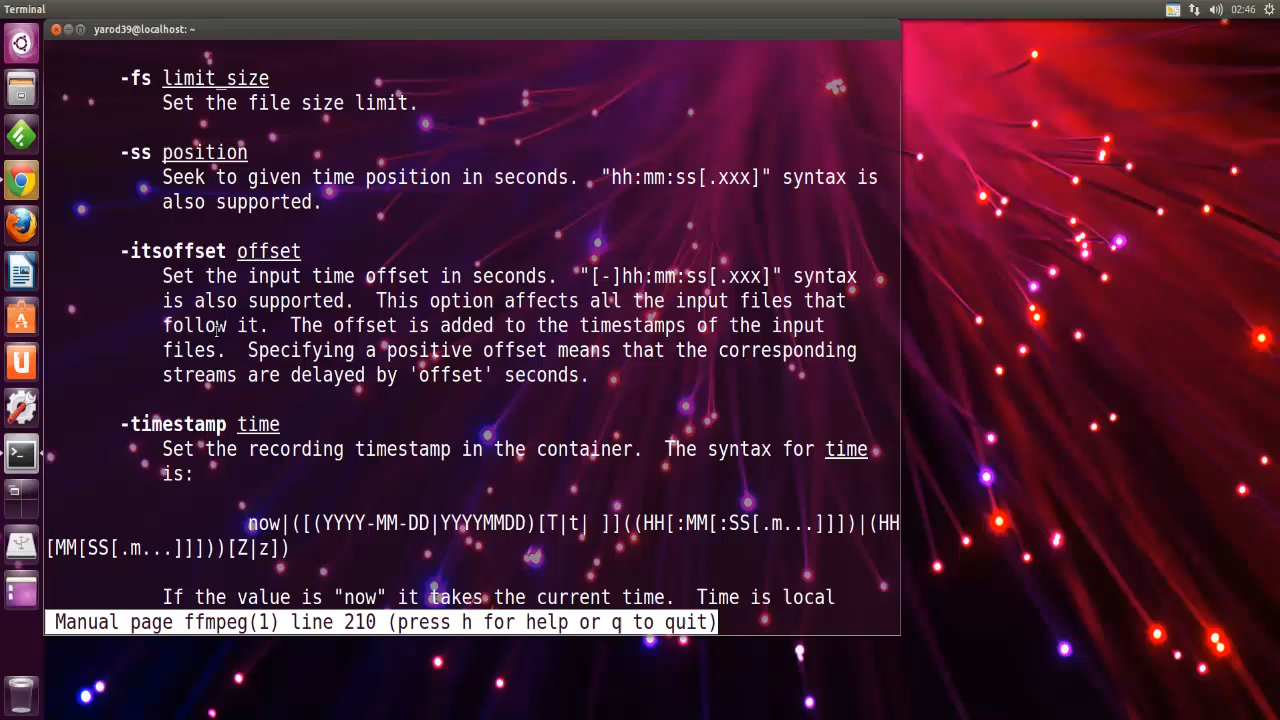 Terminal
02:46
yarod39@localhost: ~
-fs limit_size
Set the file size limit.
-ss position
Seek to given time position in seconds.  "hh:mm:ss[.xxx]" syntax is
also supported.
-itsoffset offset
Set the input time offset in seconds.  "[-]hh:mm:ss[.xxx]" syntax
is also supported.  This option affects all the input files that
follow it.  The offset is added to the timestamps of the input
files.  Specifying a positive offset means that the corresponding
streams are delayed by 'offset' seconds.
-timestamp time
Set the recording timestamp in the container.  The syntax for time
is:
now|([(YYYY-MM-DD|YYYYMMDD)[T|t| ]]((HH[:MM[:SS[.m...]]])|(HH
[MM[SS[.m...]]]))[Z|z])
If the value is "now" it takes the current time.  Time is local
Manual page ffmpeg(1) line 210 (press h for help or q to quit)